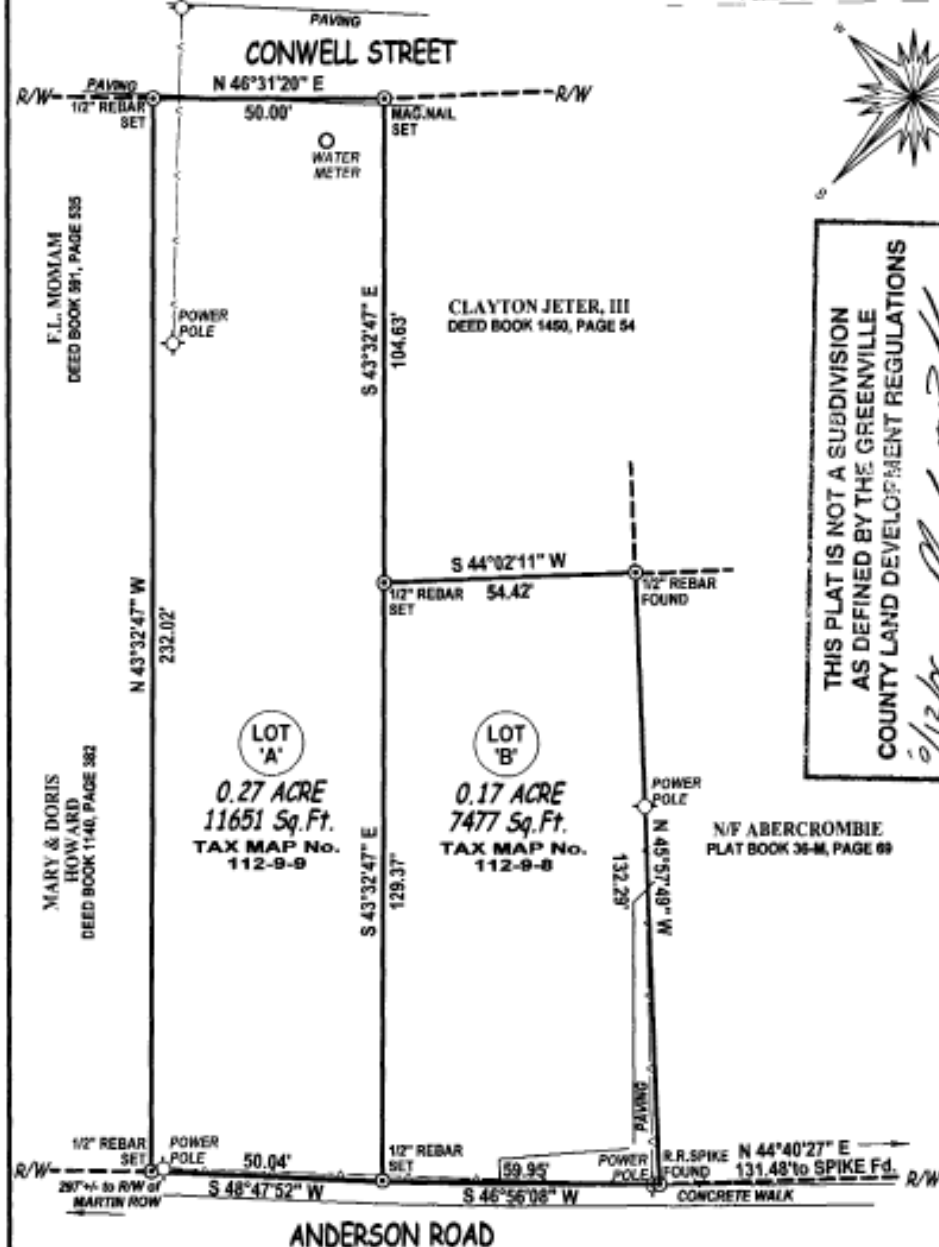 PAVING
CONWELL STREET
N 46°31'20" E
PAVING
R/W
R/W
1/2" REBAR
SET
50.00'
MAG.NAIL
SET
WATER
METER
N
S
F.L. MOMAM
DEED BOOK 591, PAGE 535
POWER
POLE
S 43°32'47" E
104.63'
CLAYTON JETER, III
DEED BOOK 1450, PAGE 54
THIS PLAT IS NOT A SUBDIVISION
AS DEFINED BY THE GREENVILLE
COUNTY LAND DEVELOPMENT REGULATIONS
S 44°02'11" W
54.42'
1/2" REBAR
SET
1/2" REBAR
FOUND
N 43°32'47" W
232.02'
LOT
'A'
0.27 ACRE
11651 Sq.Ft.
TAX MAP No.
112-9-9
LOT
'B'
0.17 ACRE
7477 Sq.Ft.
TAX MAP No.
112-9-8
POWER
POLE
N/F ABERCROMBIE
PLAT BOOK 36-M, PAGE 69
MARY & DORIS
HOWARD
DEED BOOK 1140, PAGE 382
S 43°32'47" E
129.37'
132.29'
N 45°57'49" W
PAVING
1/2" REBAR
SET
POWER
POLE
R/W
297'+/- to R/W of
MARTIN ROW
50.04'
S 48°47'52" W
1/2" REBAR
SET
59.95'
S 46°56'08" W
POWER
POLE
R.R.SPIKE
FOUND
N 44°40'27" E
131.48'to SPIKE Fd.
R/W
CONCRETE WALK
ANDERSON ROAD